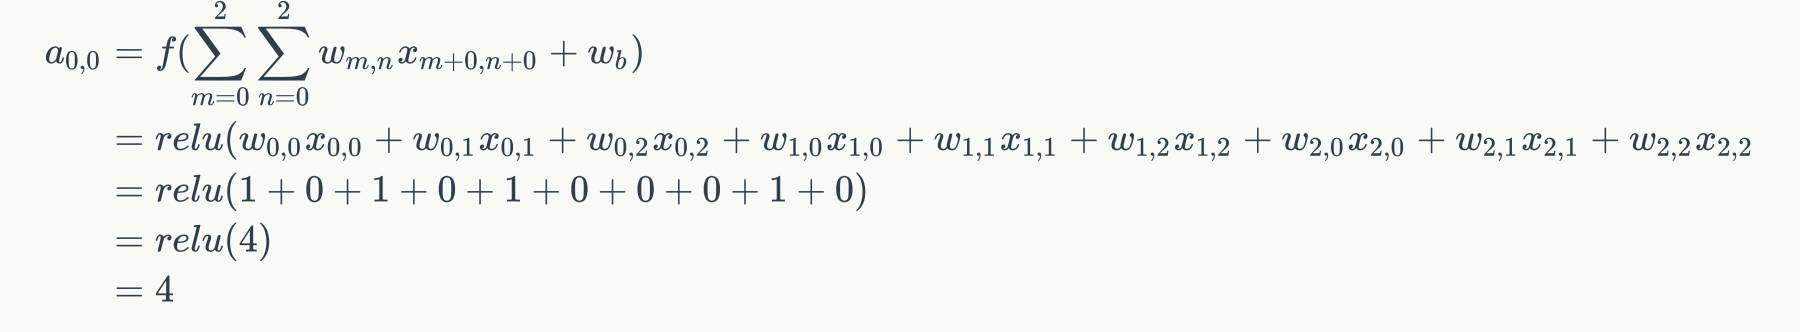 a_{0,0} = f(\sum_{m=0}^{2} \sum_{n=0}^{2} w_{m,n} x_{m+0,n+0} + w_b)
= relu(w_{0,0} x_{0,0} + w_{0,1} x_{0,1} + w_{0,2} x_{0,2} + w_{1,0} x_{1,0} + w_{1,1} x_{1,1} + w_{1,2} x_{1,2} + w_{2,0} x_{2,0} + w_{2,1} x_{2,1} + w_{2,2} x_{2,2}
= relu(1 + 0 + 1 + 0 + 1 + 0 + 0 + 0 + 1 + 0)
= relu(4)
= 4